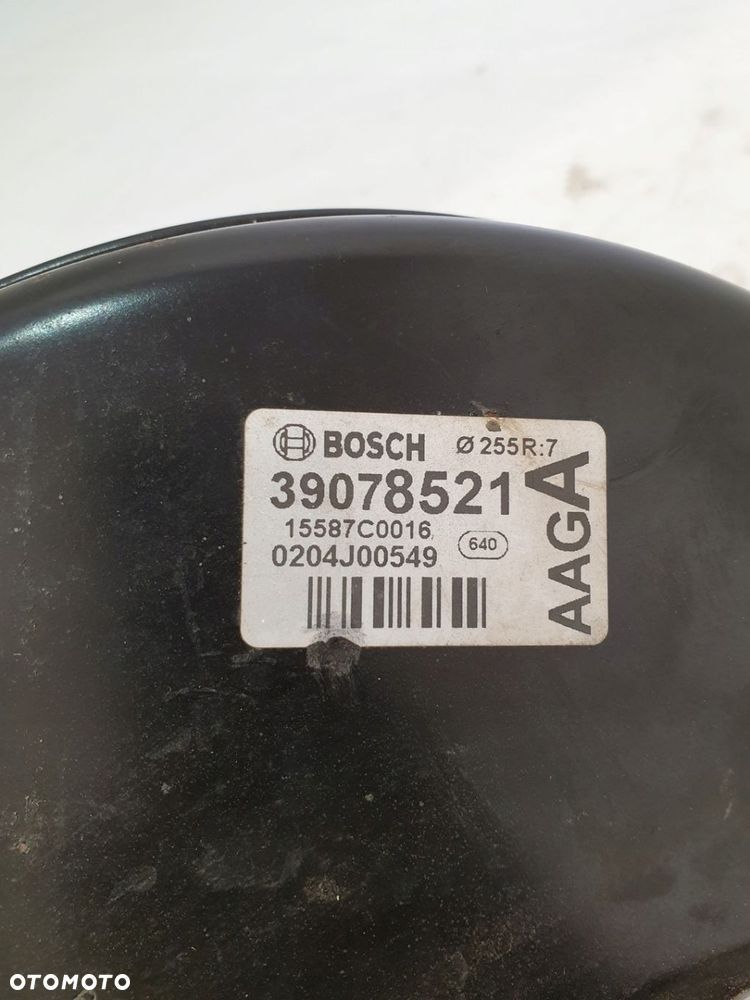 BOSCH Ø 255R:7
39078521
15587C0016
640
0204J00549
AAGA
OTOMOTO